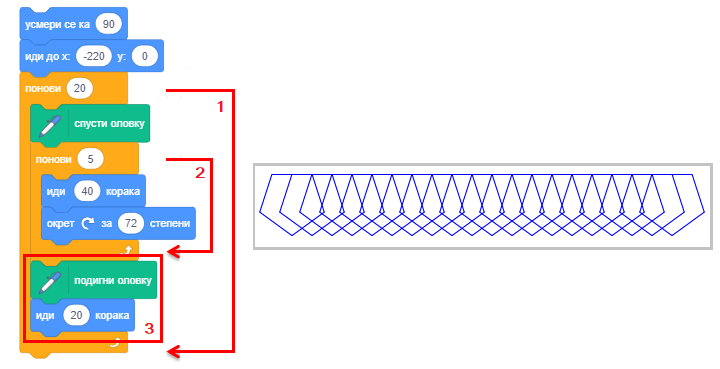 усмери се ка 90
иди до x: -220 y: 0
понови 20
1
спусти оловку
понови 5
2
иди 40 корака
окрет за 72 степени
подигни оловку
иди 20 корака
3